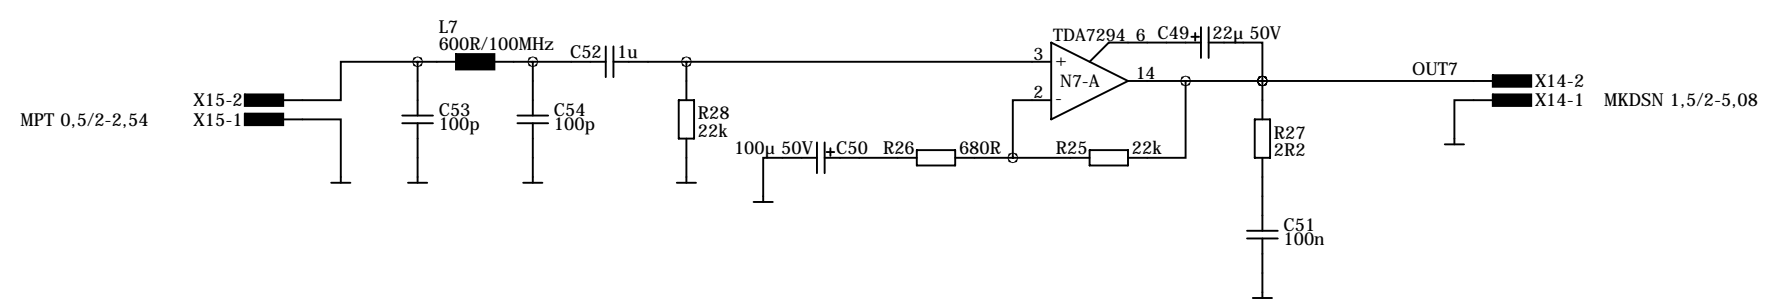 L7
600R/100MHz
C52 1u
X15-2
X15-1
MPT 0,5/2-2,54
C53
100p
C54
100p
R28
22k
TDA7294 6 C49 + 22µ 50V
3
+
N7-A
14
2
-
OUT7
X14-2
X14-1
MKDSN 1,5/2-5,08
100µ 50V + C50
R26 680R
R25 22k
R27
2R2
C51
100n